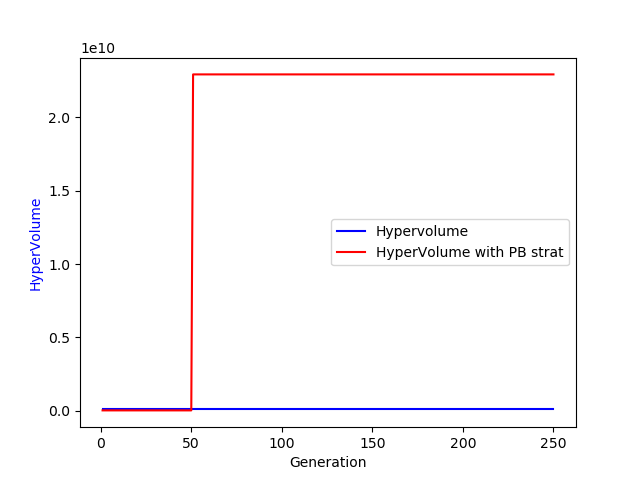 1e10
2.0
1.5
1.0
0.5
0.0
HyperVolume
Hypervolume
HyperVolume with PB strat
0 50 100 150 200 250
Generation